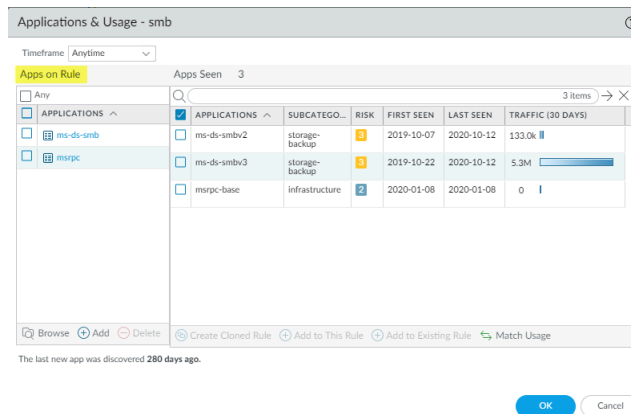 Applications & Usage - smb
Timeframe Anytime
Apps on Rule
Apps Seen 3
Any
3 items
APPLICATIONS
APPLICATIONS SUBCATEGO... RISK FIRST SEEN LAST SEEN TRAFFIC (30 DAYS)
ms-ds-smb
ms-ds-smbv2 storage-backup 3 2019-10-07 2020-10-12 133.0k
msrpc
ms-ds-smbv3 storage-backup 3 2019-10-22 2020-10-12 5.3M
msrpc-base infrastructure 2 2020-01-08 2020-01-08 0
Browse Add Delete
Create Cloned Rule Add to This Rule Add to Existing Rule Match Usage
The last new app was discovered 280 days ago.
OK Cancel